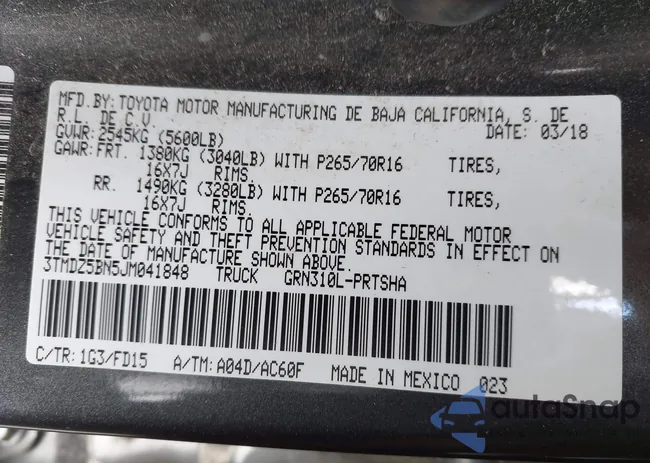 MFD. BY: TOYOTA MOTOR MANUFACTURING DE BAJA CALIFORNIA, S. DE
R.L. DE C.V. DATE: 03/18
GVWR: 2545KG (5600LB)
GAWR: FRT. 1380KG (3040LB) WITH P265/70R16 TIRES,
16X7J RIMS.
RR. 1490KG (3280LB) WITH P265/70R16 TIRES,
16X7J RIMS.
THIS VEHICLE CONFORMS TO ALL APPLICABLE FEDERAL MOTOR
VEHICLE SAFETY AND THEFT PREVENTION STANDARDS IN EFFECT ON
THE DATE OF MANUFACTURE SHOWN ABOVE.
3TMDZ5BN5JM041848 TRUCK GRN310L-PRTSHA
C/TR: 1G3/FD15 A/TM: A04D/AC60F MADE IN MEXICO 023
autoSnap